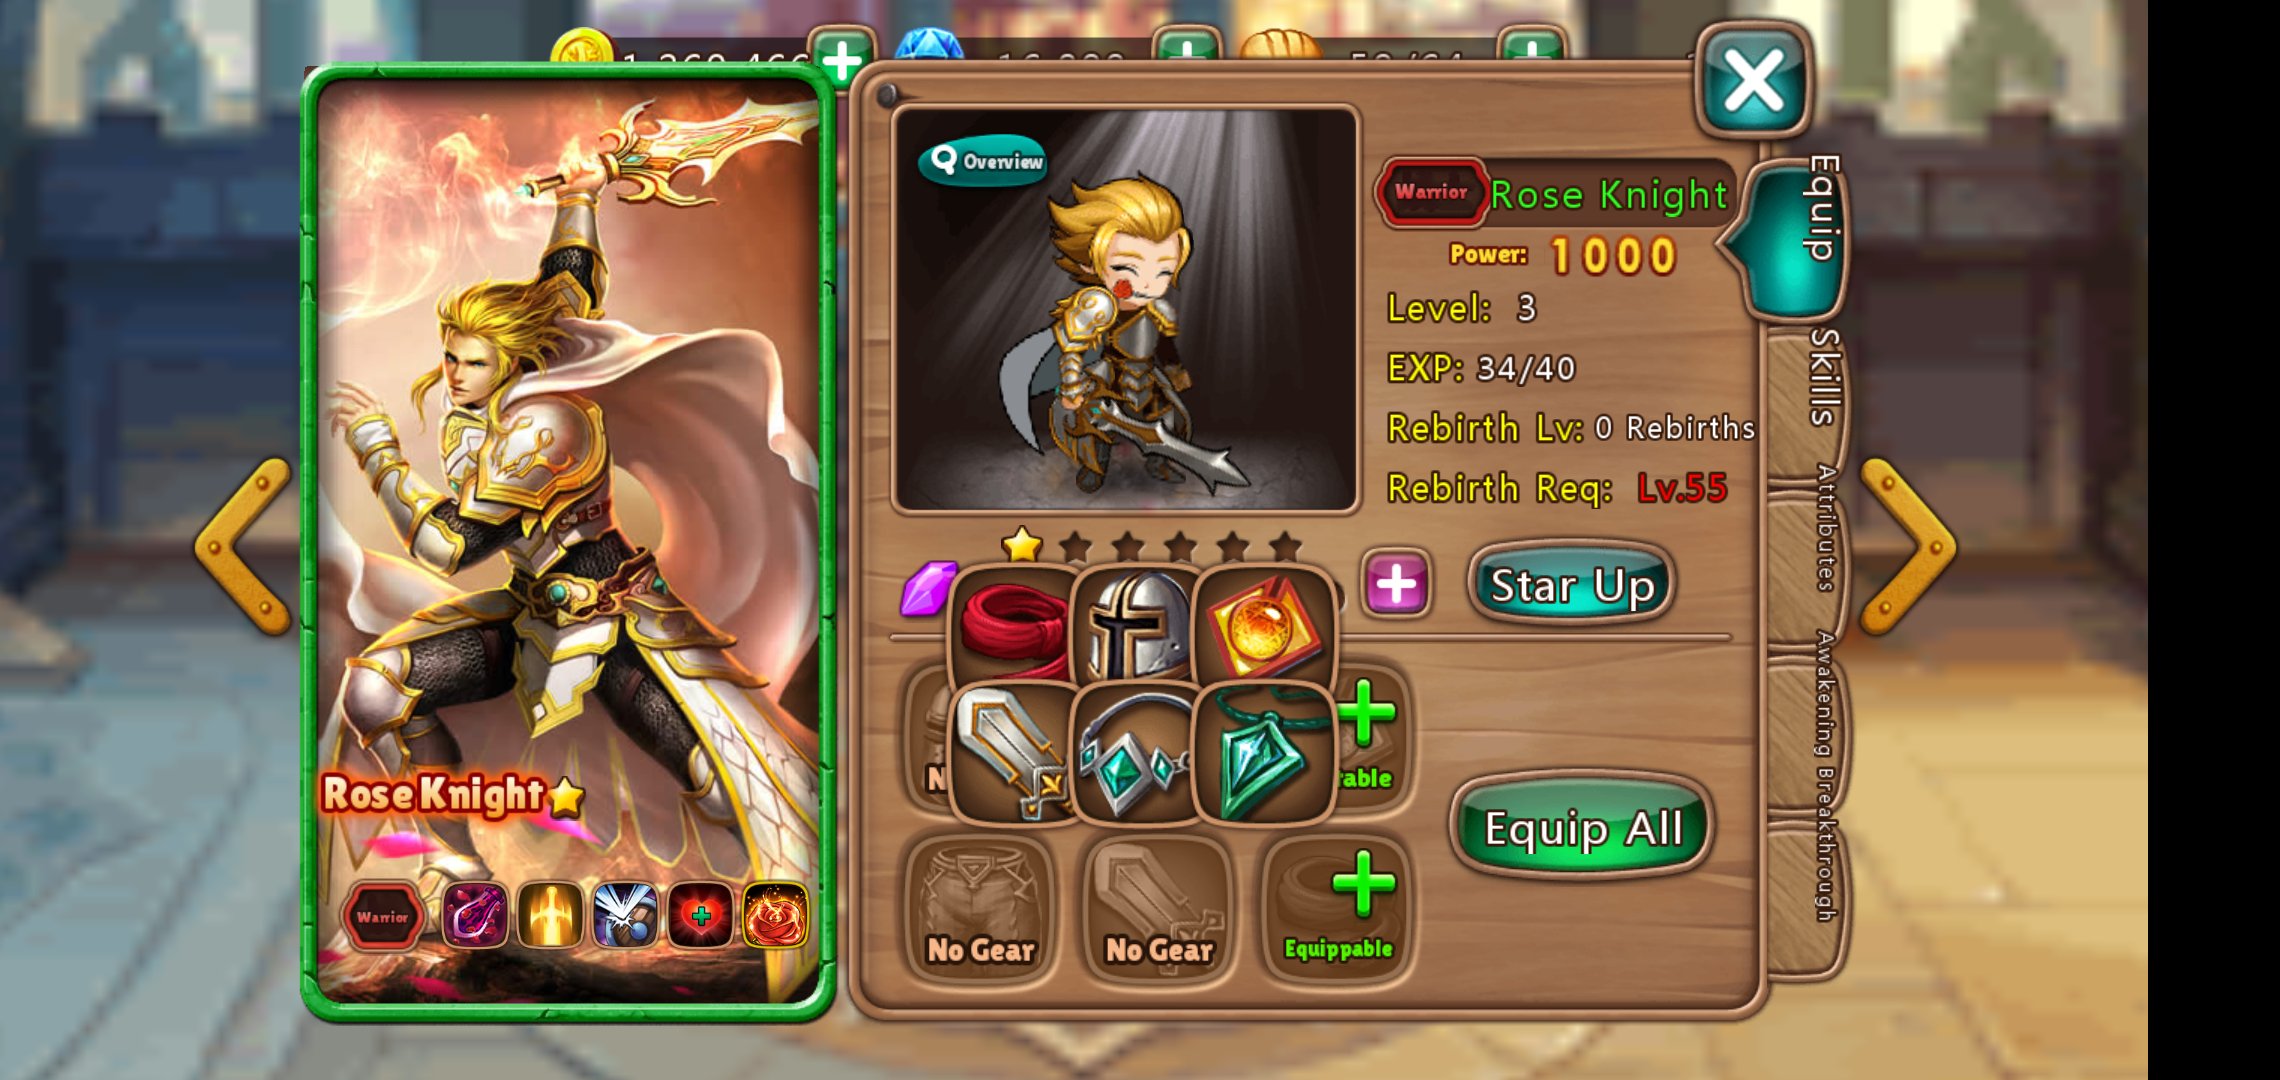 Overview
Warrior
Rose Knight
Power: 1000
Level: 3
EXP: 34/40
Rebirth Lv: 0 Rebirths
Rebirth Req: Lv.55
Star Up
Equip All
No Gear
No Gear
Equippable
Rose Knight
Warrior
Equip
Skills
Attributes
Awakening Breakthrough